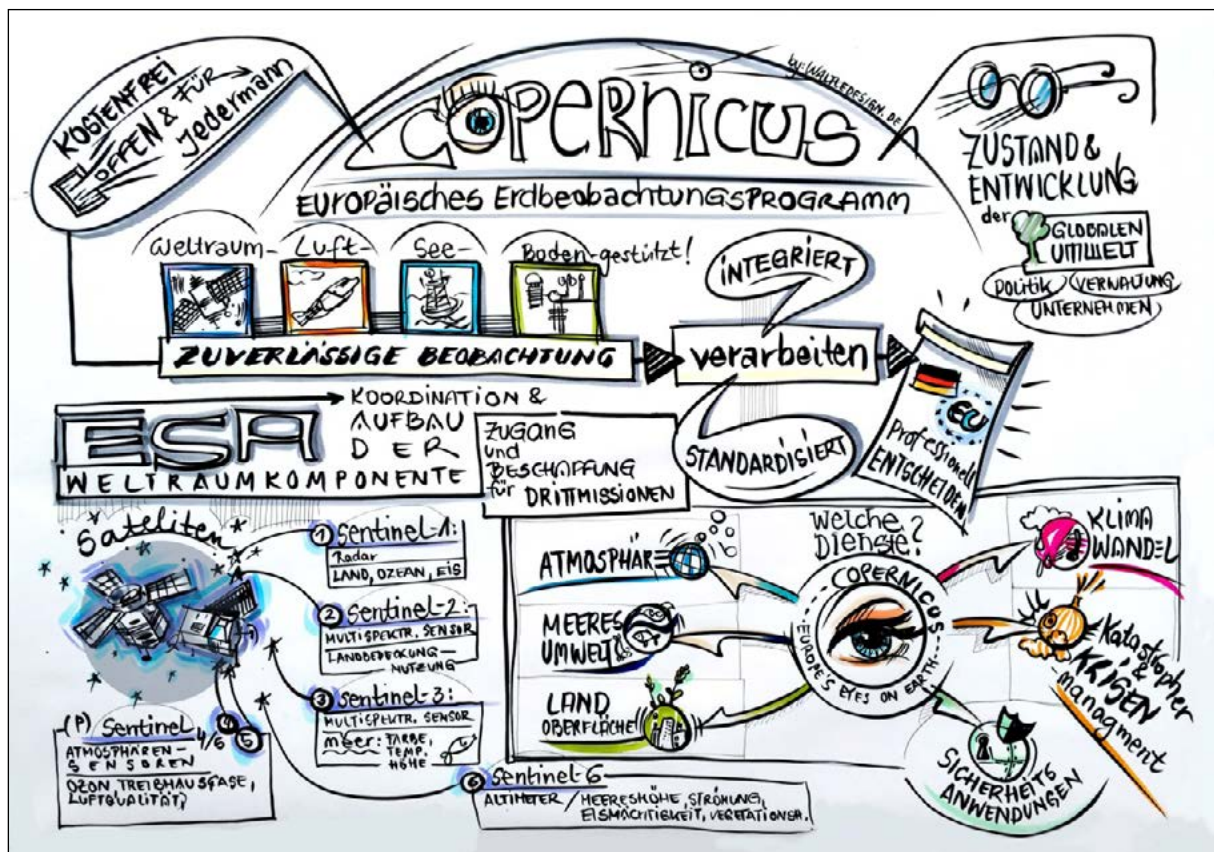 KOSTENFREI
OFFEN & FÜR
Jedermann
COPERNICUS
by:WALTLEDESIGN.DE
EUROPÄISCHES ERDBEOBACHTUNGSPROGRAMM
Weltraum- Luft- See- Boden-gestützt!
ZUVERLÄSSIGE BEOBACHTUNG
INTEGRIERT
verarbeiten
STANDARDISIERT
ZUSTAND &
ENTWICKLUNG
der GLOBALEN
UMWELT
Politik VERWALTUNG
UNTERNEHMEN
EU
Professionell
ENTSCHEIDEN
ESA
KOORDINATION &
AUFBAU
DER
WELTRAUMKOMPONENTE
ZUGANG
und
BESCHAFFUNG
für DRITTMISSIONEN
Sateliten
1 Sentinel-1:
Radar
LAND, OZEAN, EIS
2 Sentinel-2:
MULTISPEKTR. SENSOR
LANDBEDECKUNG-
NUTZUNG
3 Sentinel-3:
MULTISPEKTR. SENSOR
meer: FARBE,
TEMP.
HÖHE
(P) Sentinel 4/6
4
5
ATMOSPHÄREN-
SENSOREN
OZON TREIBHAUSGASE,
LUFTQUALITÄT,
6 Sentinel-6
ALTIMETER / MEERESHÖHE, STRÖMUNG,
EISMÄCHTIGKEIT,
Welche
DIENSTE?
COPERNICUS
EUROPE'S EYES ON EARTH
ATMOSPHÄRE
MEERES
UMWELT
LAND
OBERFLÄCHE
KLIMA
WANDEL
Katastrophen
&
KRISEN
managment
SICHERHEITS
ANWENDUNGEN